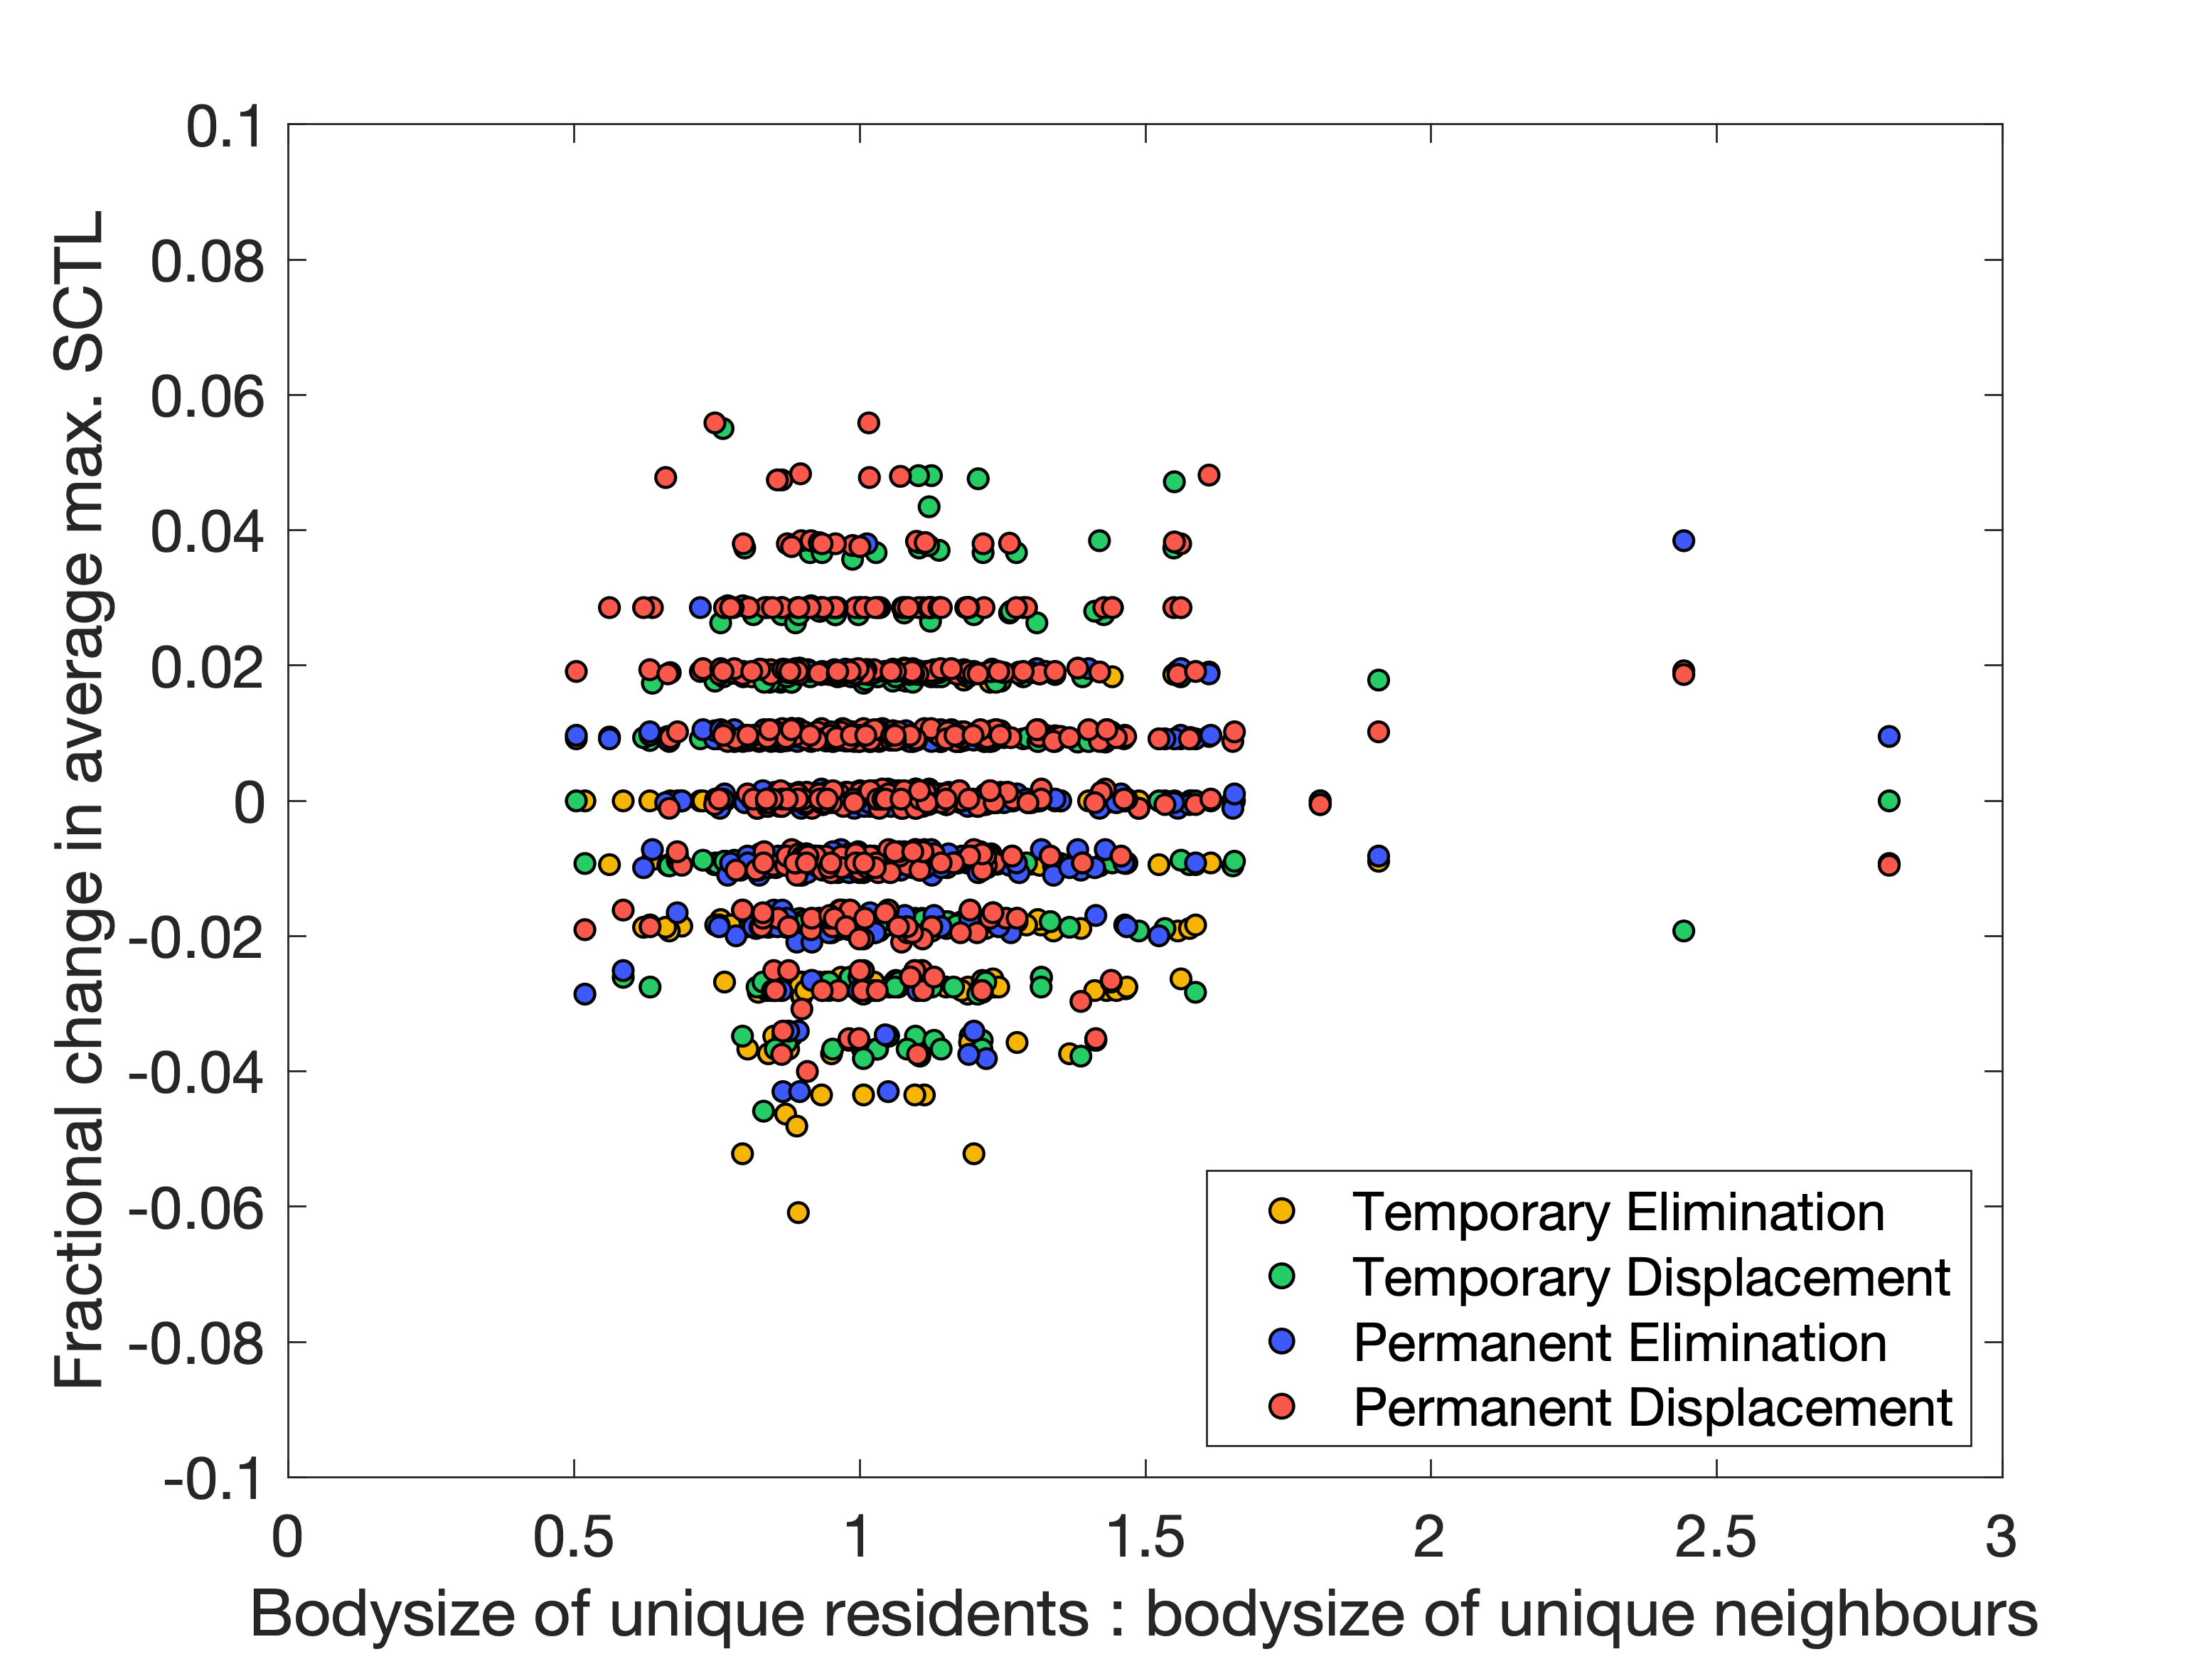 Fractional change in average max. SCTL
0.1
0.08
0.06
0.04
0.02
0
-0.02
-0.04
-0.06
-0.08
-0.1
Temporary Elimination
Temporary Displacement
Permanent Elimination
Permanent Displacement
0 0.5 1 1.5 2 2.5 3
Bodysize of unique residents : bodysize of unique neighbours